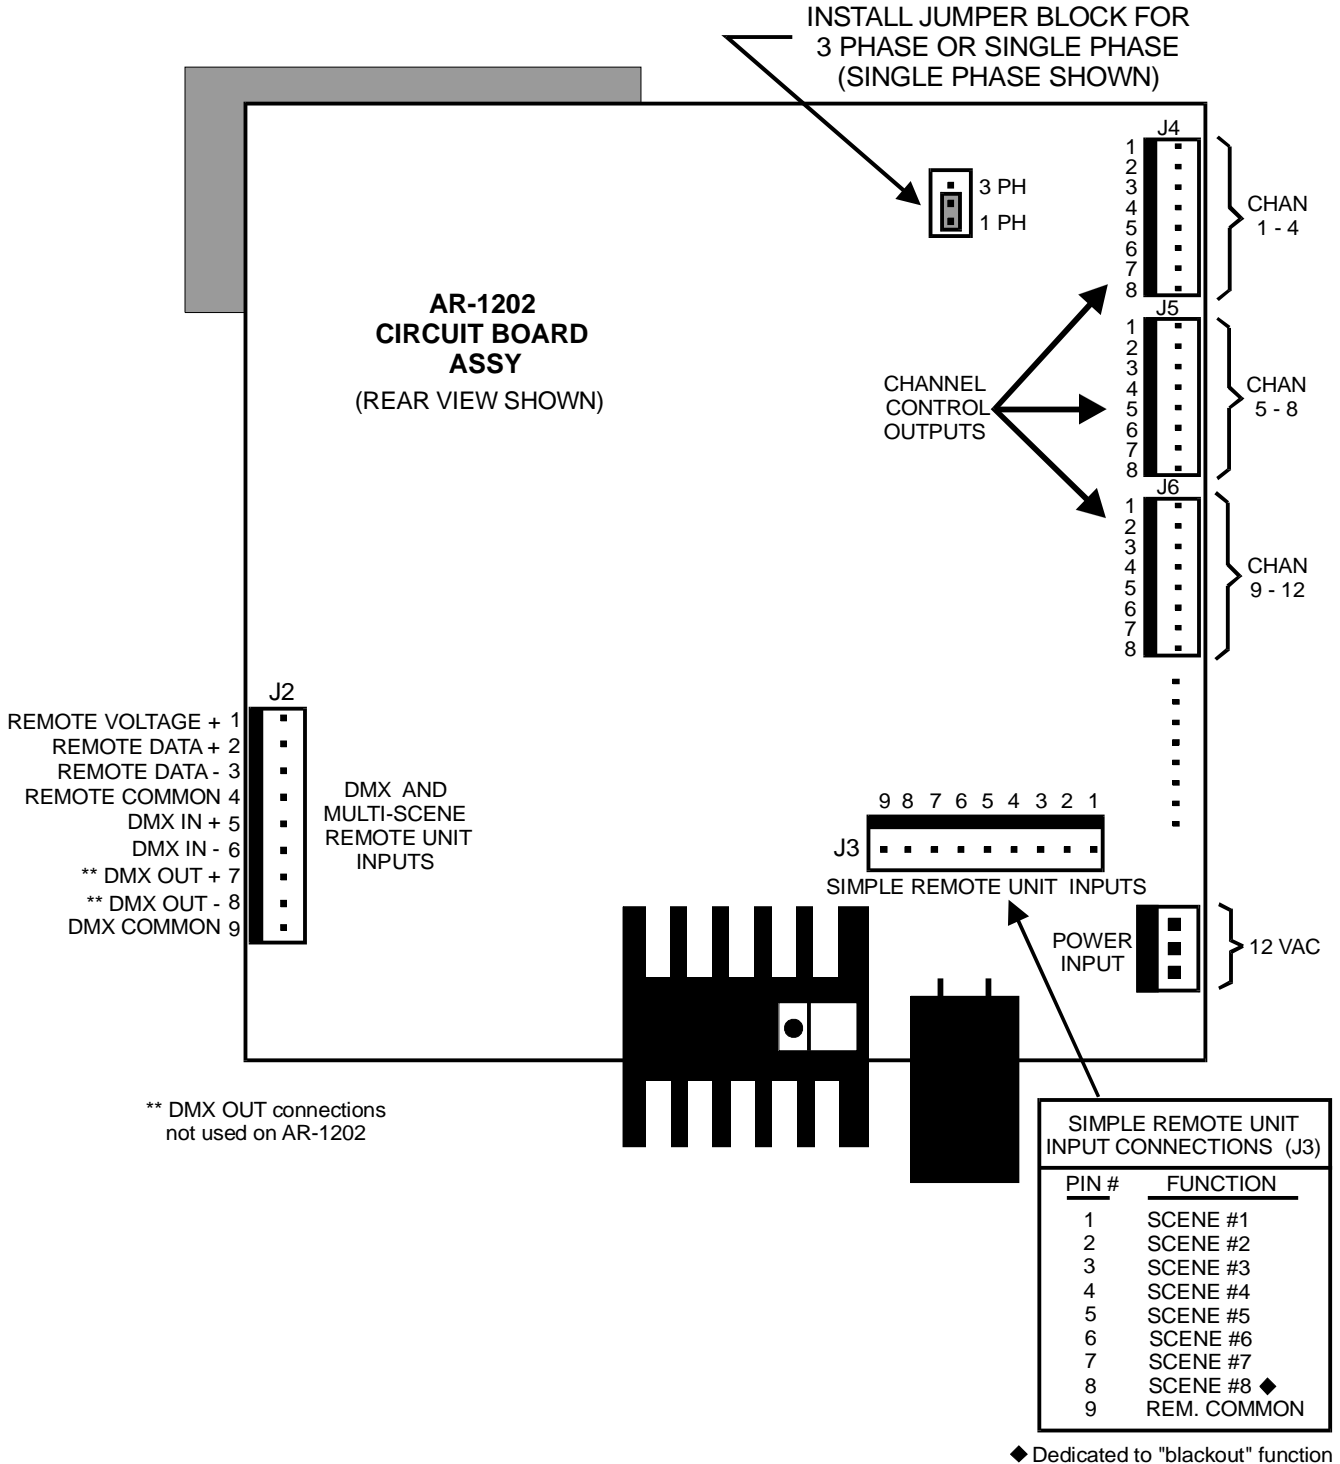 INSTALL JUMPER BLOCK FOR
3 PHASE OR SINGLE PHASE
(SINGLE PHASE SHOWN)
3 PH
1 PH
J4
1
2
3
4
5
6
7
8
CHAN
1 - 4
AR-1202
CIRCUIT BOARD
ASSY
(REAR VIEW SHOWN)
CHANNEL
CONTROL
OUTPUTS
J5
1
2
3
4
5
6
7
8
CHAN
5 - 8
J6
1
2
3
4
5
6
7
8
CHAN
9 - 12
J2
REMOTE VOLTAGE + 1
REMOTE DATA + 2
REMOTE DATA - 3
REMOTE COMMON 4
DMX IN + 5
DMX IN - 6
** DMX OUT + 7
** DMX OUT - 8
DMX COMMON 9
DMX AND
MULTI-SCENE
REMOTE UNIT
INPUTS
9 8 7 6 5 4 3 2 1
J3
SIMPLE REMOTE UNIT INPUTS
POWER
INPUT
12 VAC
** DMX OUT connections
not used on AR-1202
SIMPLE REMOTE UNIT
INPUT CONNECTIONS (J3)
PIN # FUNCTION
1 SCENE #1
2 SCENE #2
3 SCENE #3
4 SCENE #4
5 SCENE #5
6 SCENE #6
7 SCENE #7
8 SCENE #8 ◆
9 REM. COMMON
◆ Dedicated to "blackout" function